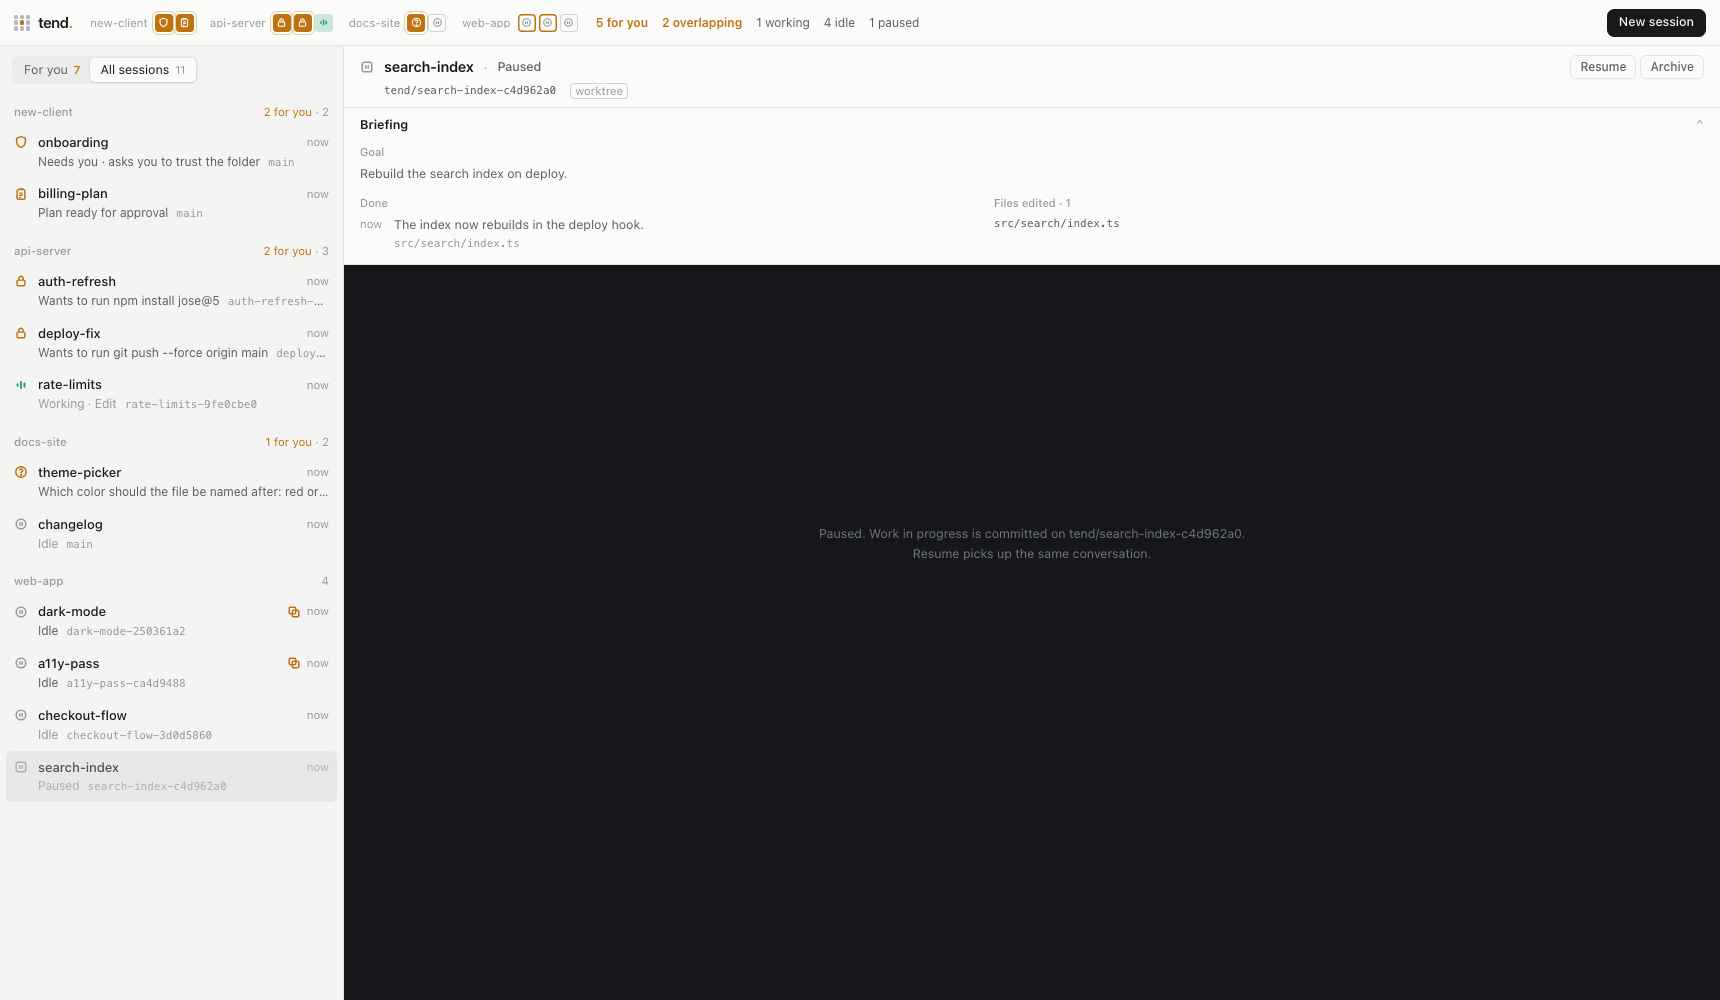 tend. new-client api-server docs-site web-app 5 for you 2 overlapping 1 working 4 idle 1 paused New session
For you 7 All sessions 11
new-client 2 for you · 2
onboarding now
Needs you · asks you to trust the folder main
billing-plan now
Plan ready for approval main
api-server 2 for you · 3
auth-refresh now
Wants to run npm install jose@5 auth-refresh-…
deploy-fix now
Wants to run git push --force origin main deploy…
rate-limits now
Working · Edit rate-limits-9fe0cbe0
docs-site 1 for you · 2
theme-picker now
Which color should the file be named after: red or…
changelog now
Idle main
web-app 4
dark-mode now
Idle dark-mode-250361a2
a11y-pass now
Idle a11y-pass-ca4d9488
checkout-flow now
Idle checkout-flow-3d0d5860
search-index now
Paused search-index-c4d962a0
search-index · Paused Resume Archive
tend/search-index-c4d962a0 worktree
Briefing
Goal
Rebuild the search index on deploy.
Done
now The index now rebuilds in the deploy hook.
src/search/index.ts
Files edited · 1
src/search/index.ts
Paused. Work in progress is committed on tend/search-index-c4d962a0.
Resume picks up the same conversation.